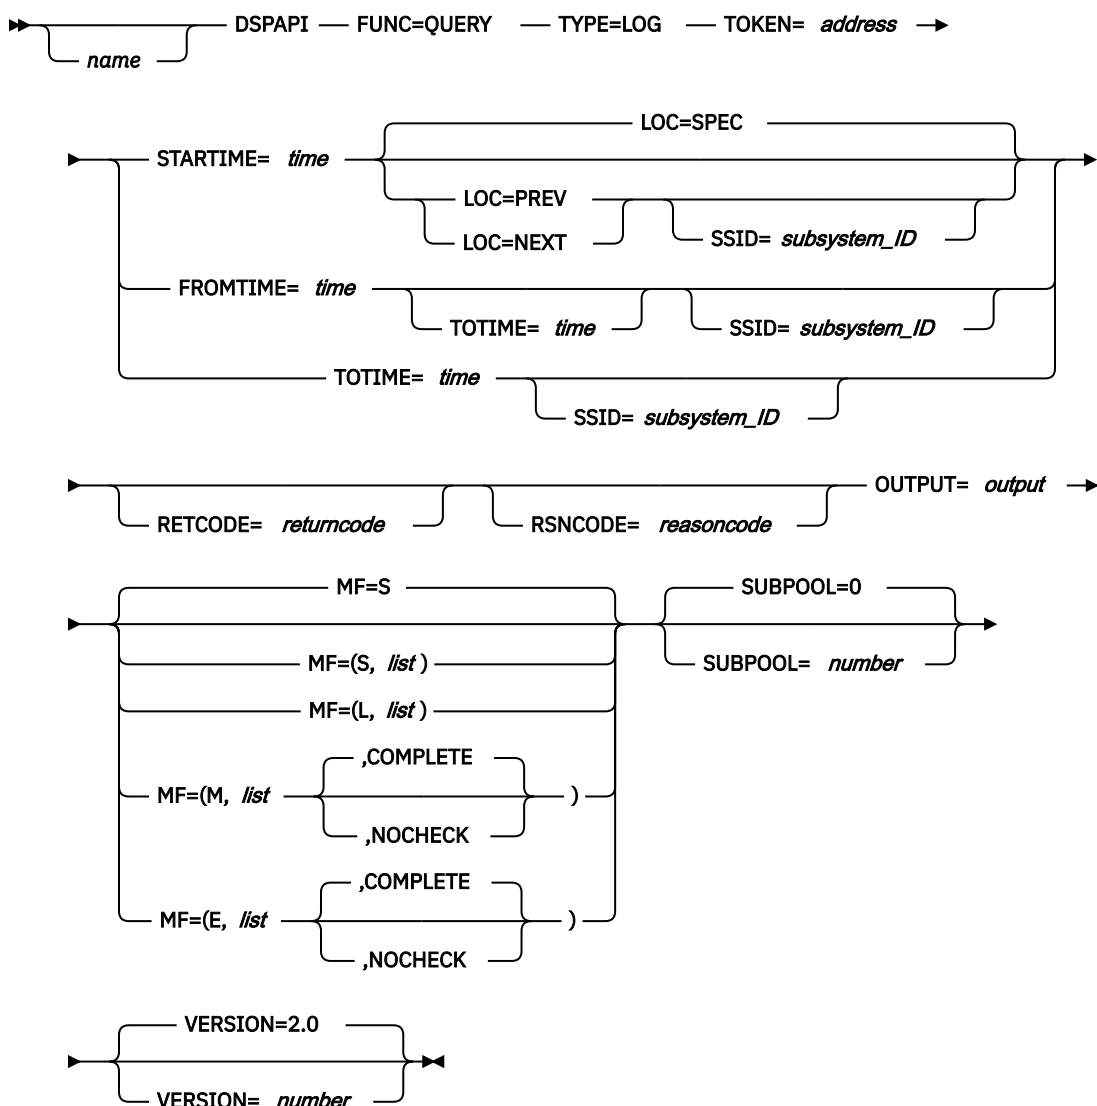 DSPAPI FUNC=QUERY TYPE=LOG TOKEN= address
name
LOC=SPEC
STARTIME= time
LOC=PREV
LOC=NEXT
SSID= subsystem_ID
FROMTIME= time
TOTIME= time
SSID= subsystem_ID
TOTIME= time
SSID= subsystem_ID
OUTPUT= output
RETCODE= returncode
RSNCODE= reasoncode
MF=S
SUBPOOL=0
MF=(S, list )
SUBPOOL= number
MF=(L, list )
,COMPLETE
MF=(M, list )
,NOCHECK
,COMPLETE
MF=(E, list )
,NOCHECK
VERSION=2.0
VERSION= number